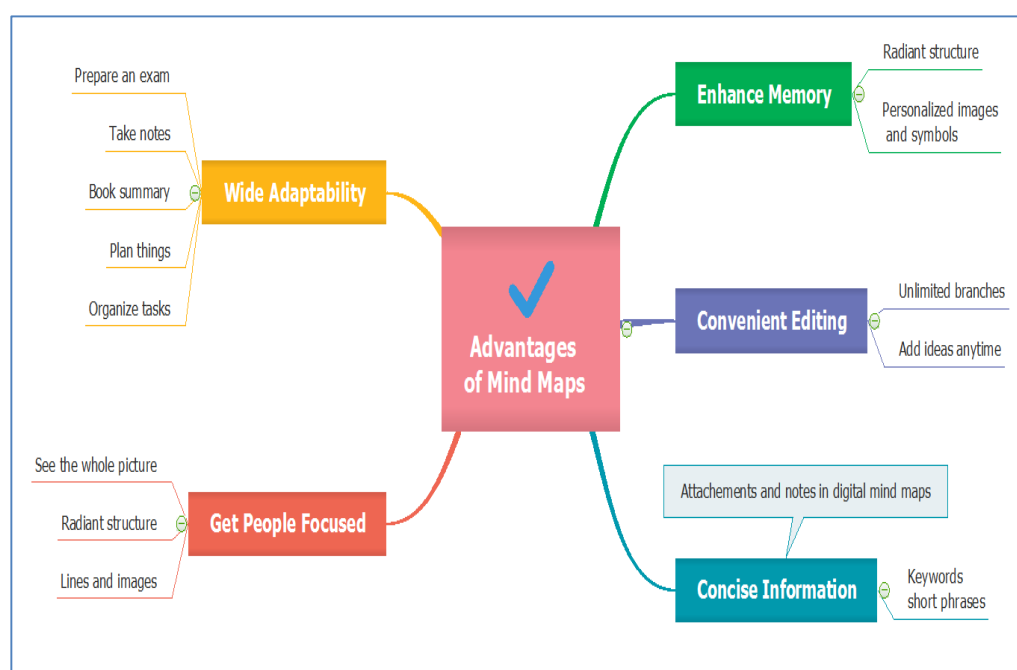 Prepare an exam
Take notes
Book summary
Plan things
Organize tasks
Wide Adaptability
See the whole picture
Radiant structure
Lines and images
Get People Focused
Advantages
of Mind Maps
Enhance Memory
Radiant structure
Personalized images
and symbols
Convenient Editing
Unlimited branches
Add ideas anytime
Attachements and notes in digital mind maps
Concise Information
Keywords
short phrases